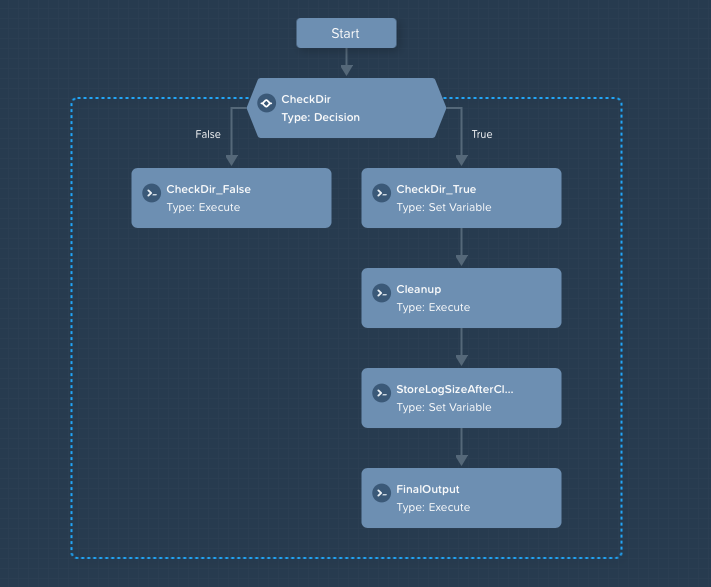 Start
CheckDir
Type: Decision
False
True
CheckDir_False
Type: Execute
CheckDir_True
Type: Set Variable
Cleanup
Type: Execute
StoreLogSizeAfterCl...
Type: Set Variable
FinalOutput
Type: Execute